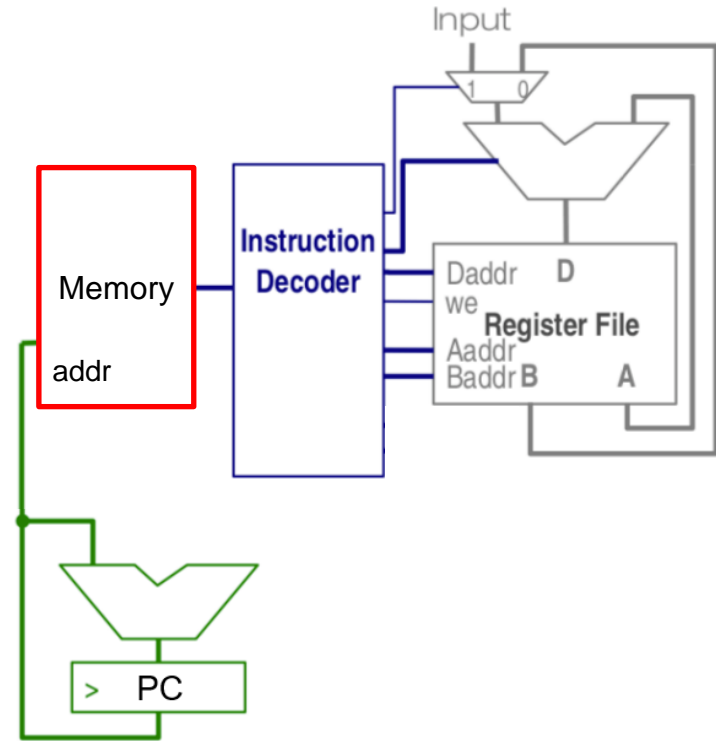 Input
1 0
Instruction
Decoder
Memory
addr
Daddr D
we
Register File
Aaddr
Baddr B A
> PC